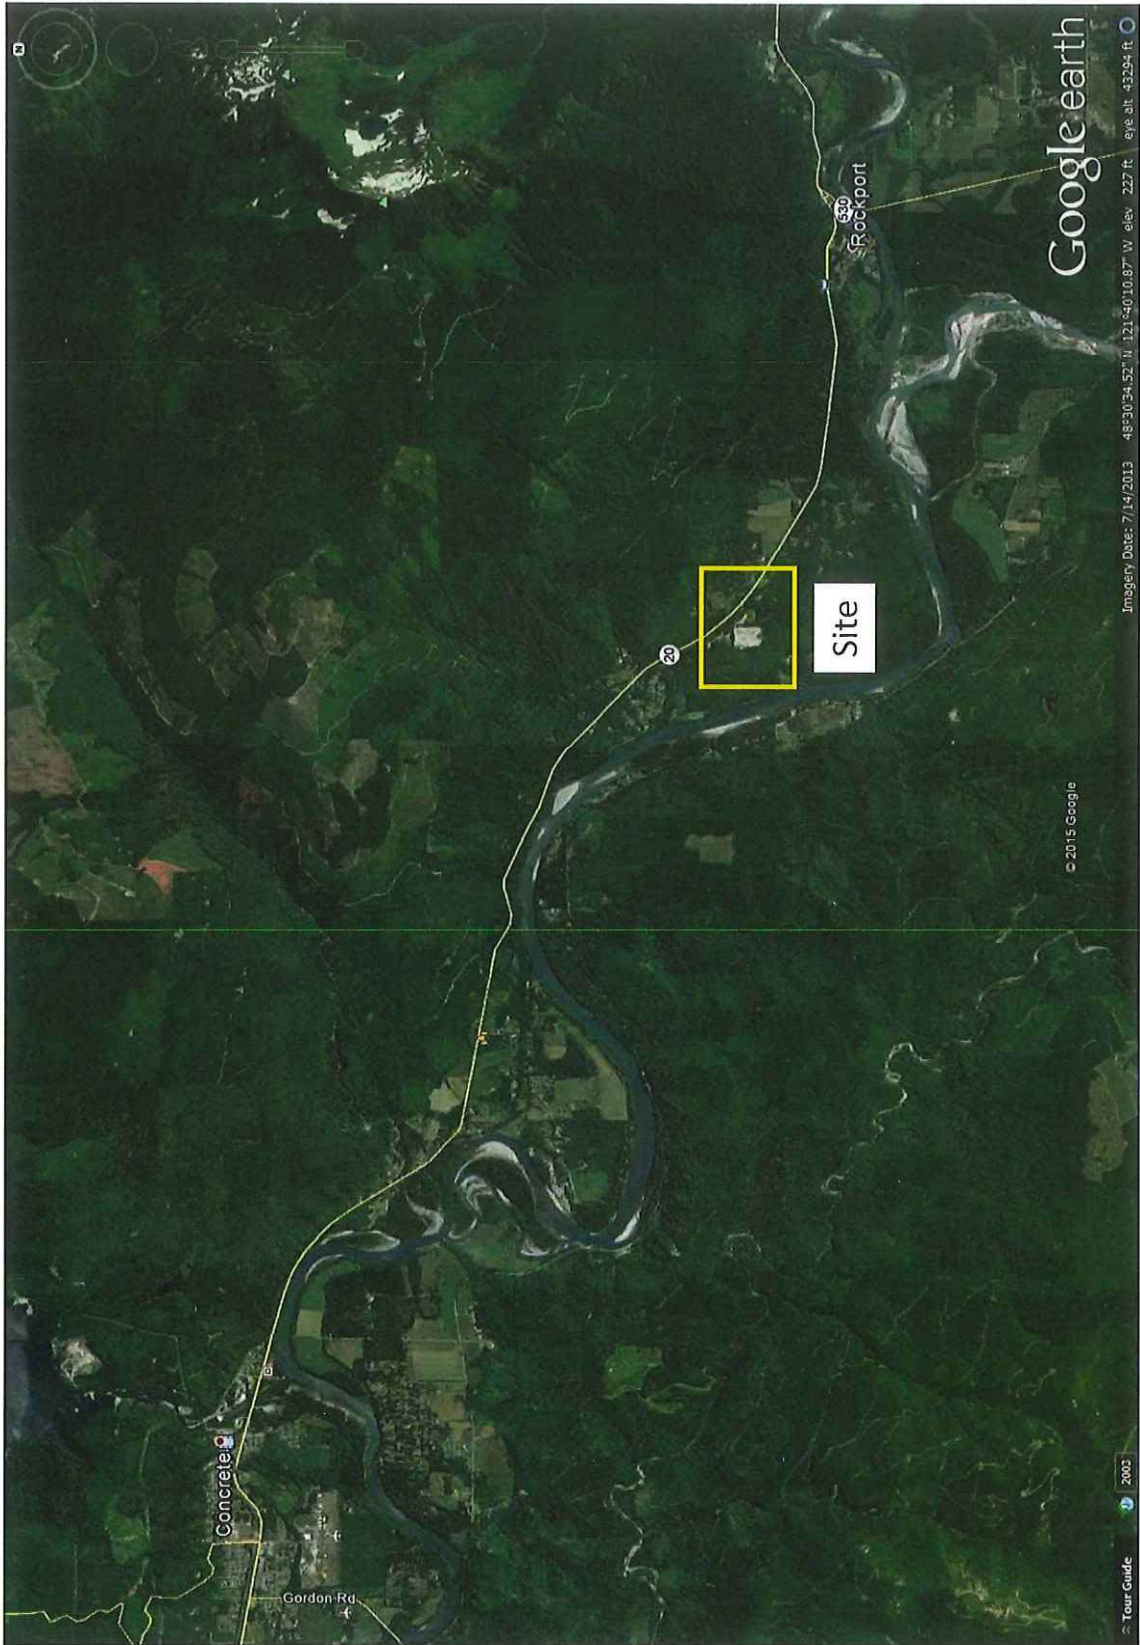 N
Concrete
Gordon Rd
20
Site
530
Rockport
© 2015 Google
Google earth
Tour Guide
2003
Imagery Date: 7/14/2013 48°30'34.52" N 121°40'10.87" W elev 227 ft eye alt 43294 ft